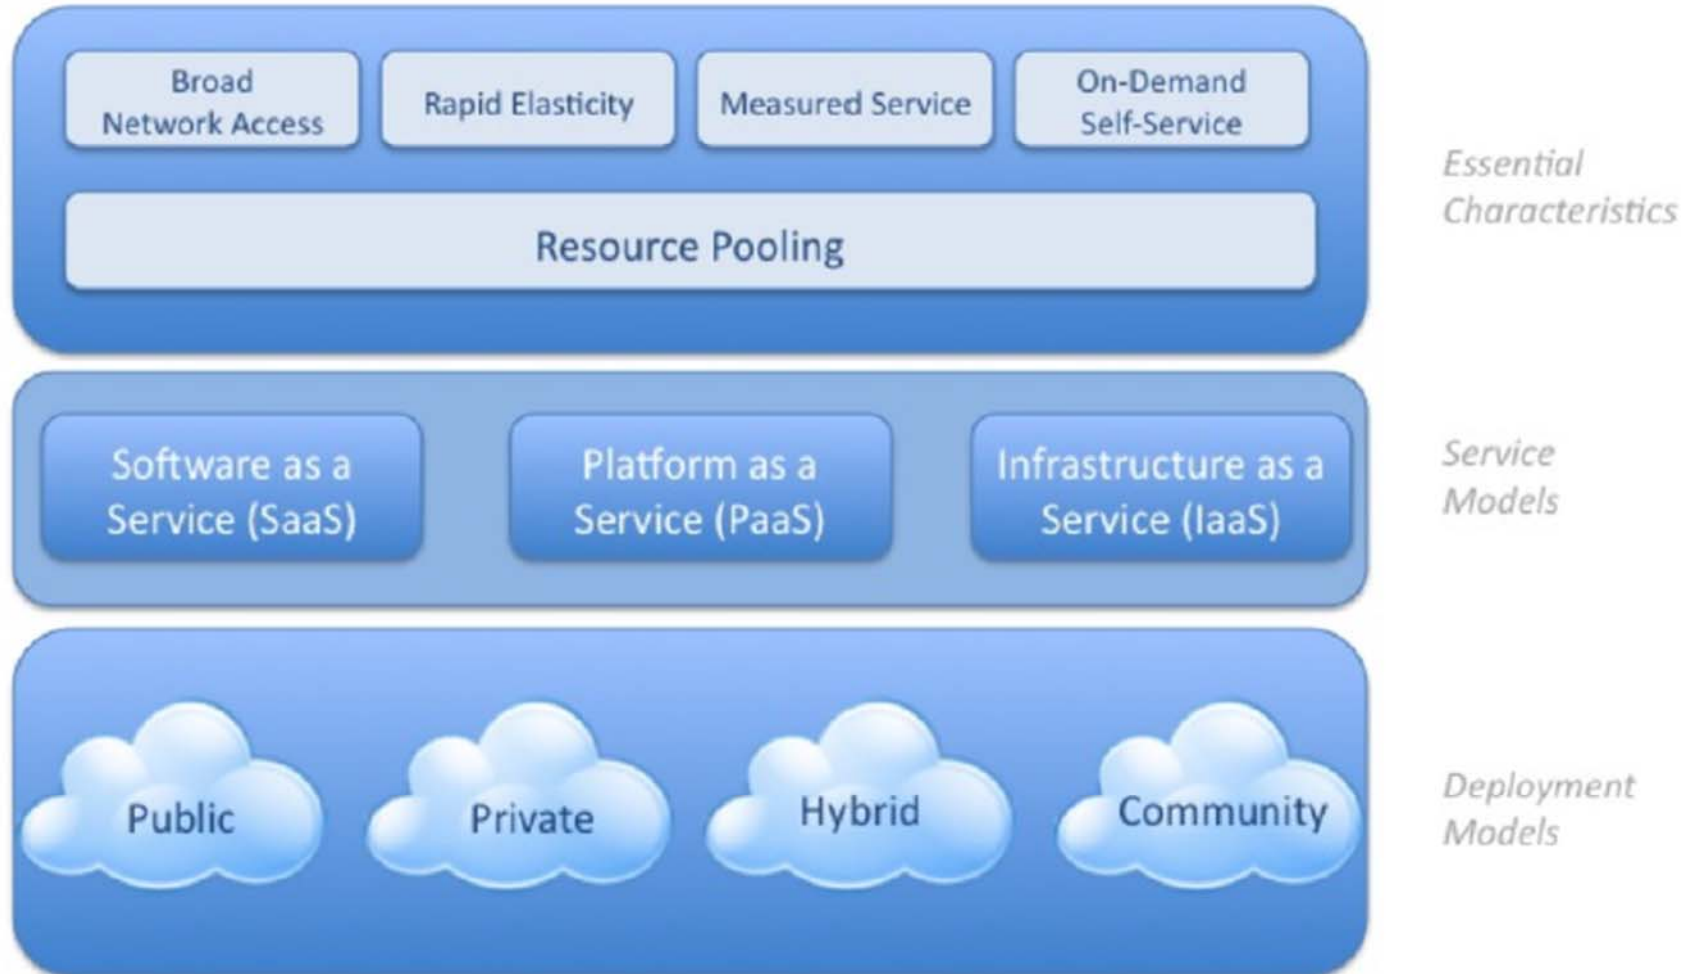 Broad
Network Access
Rapid Elasticity
Measured Service
On-Demand
Self-Service
Resource Pooling
Essential
Characteristics
Software as a
Service (SaaS)
Platform as a
Service (PaaS)
Infrastructure as a
Service (IaaS)
Service
Models
Public
Private
Hybrid
Community
Deployment
Models